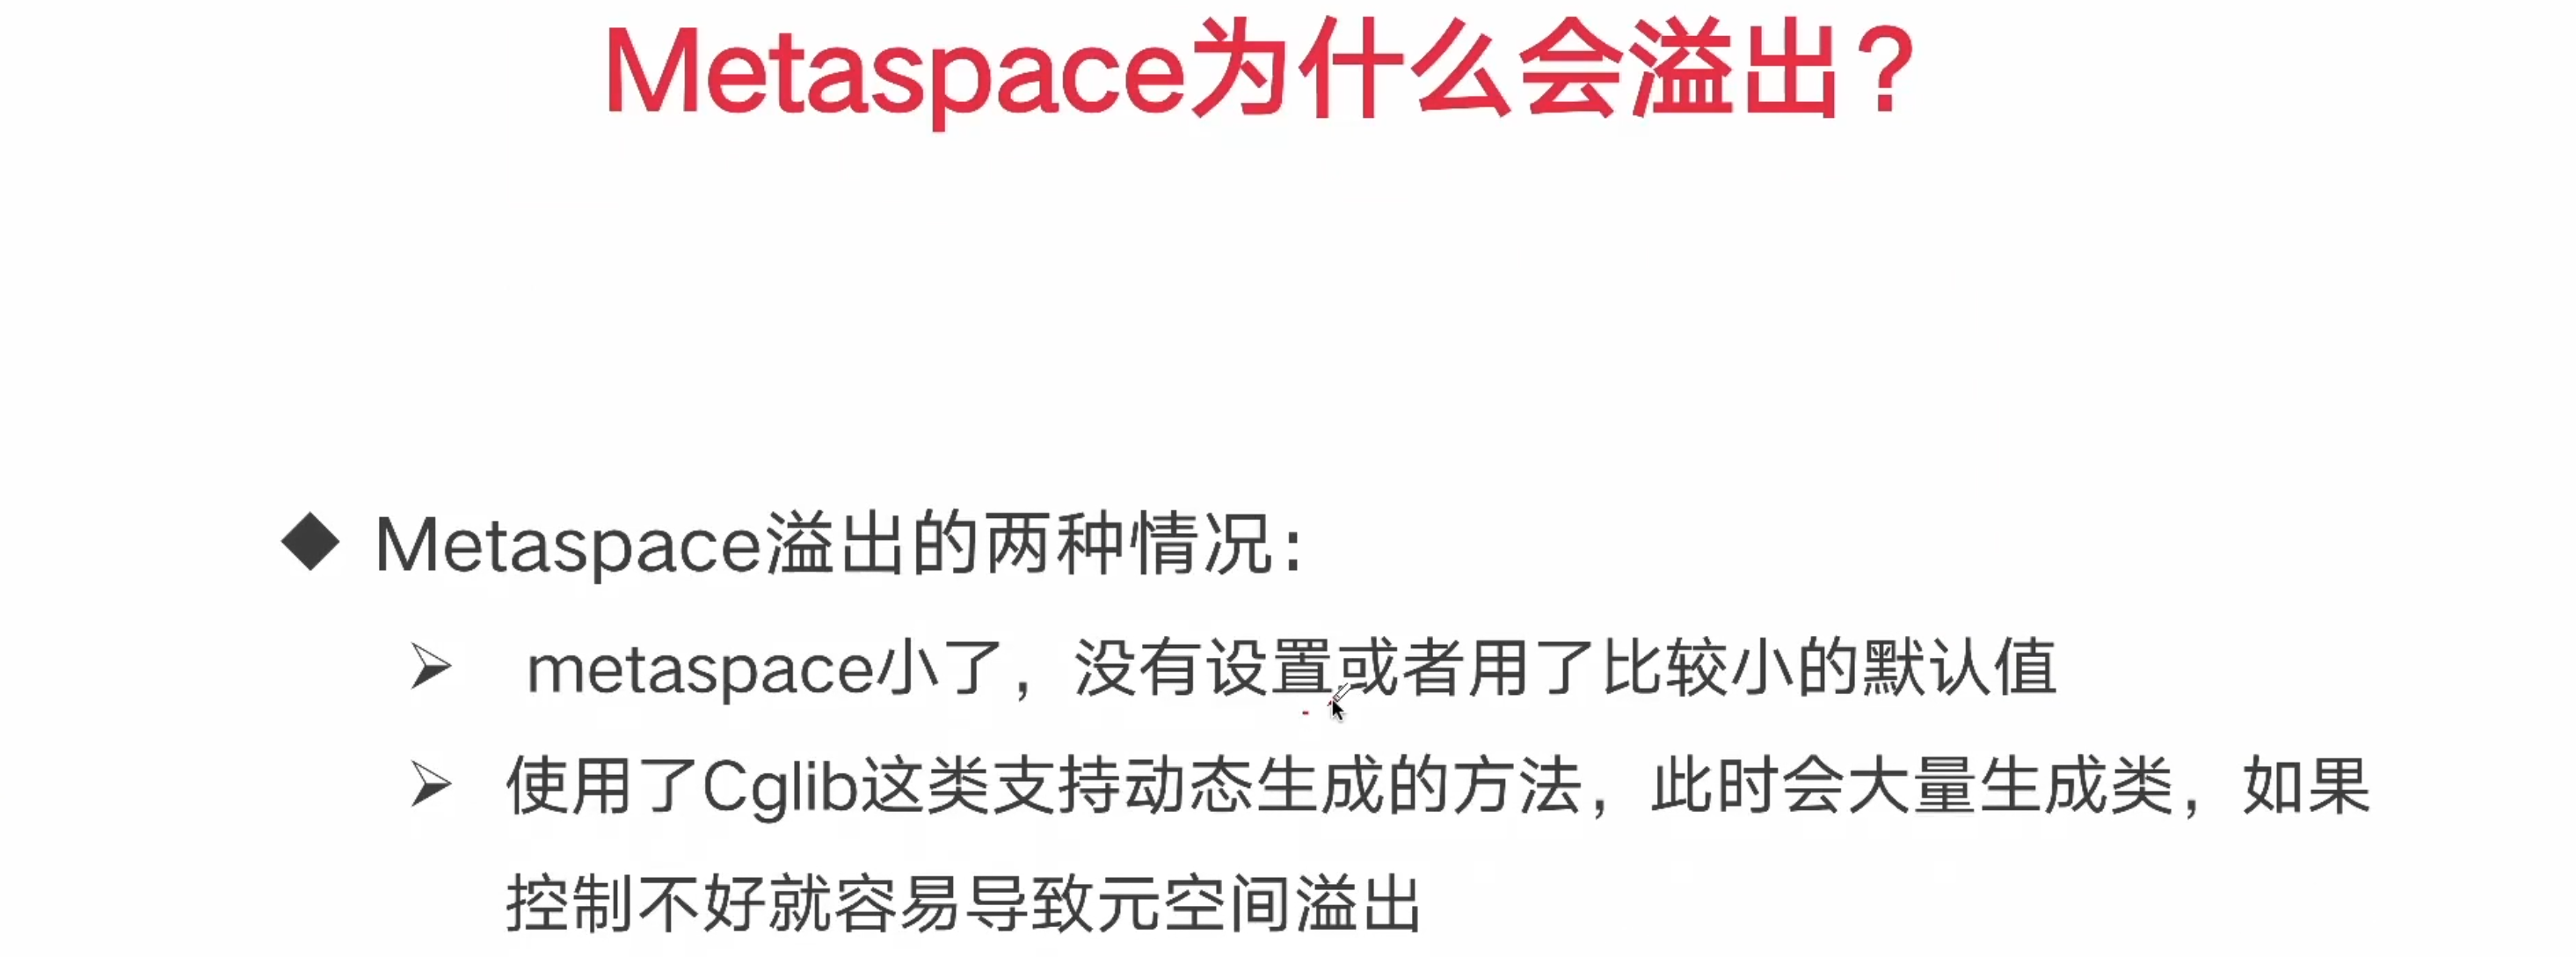 Metaspace为什么会溢出?
Metaspace溢出的两种情况:
metaspace小了，没有设置或者用了比较小的默认值
使用了Cglib这类支持动态生成的方法，此时会大量生成类，如果
控制不好就容易导致元空间溢出